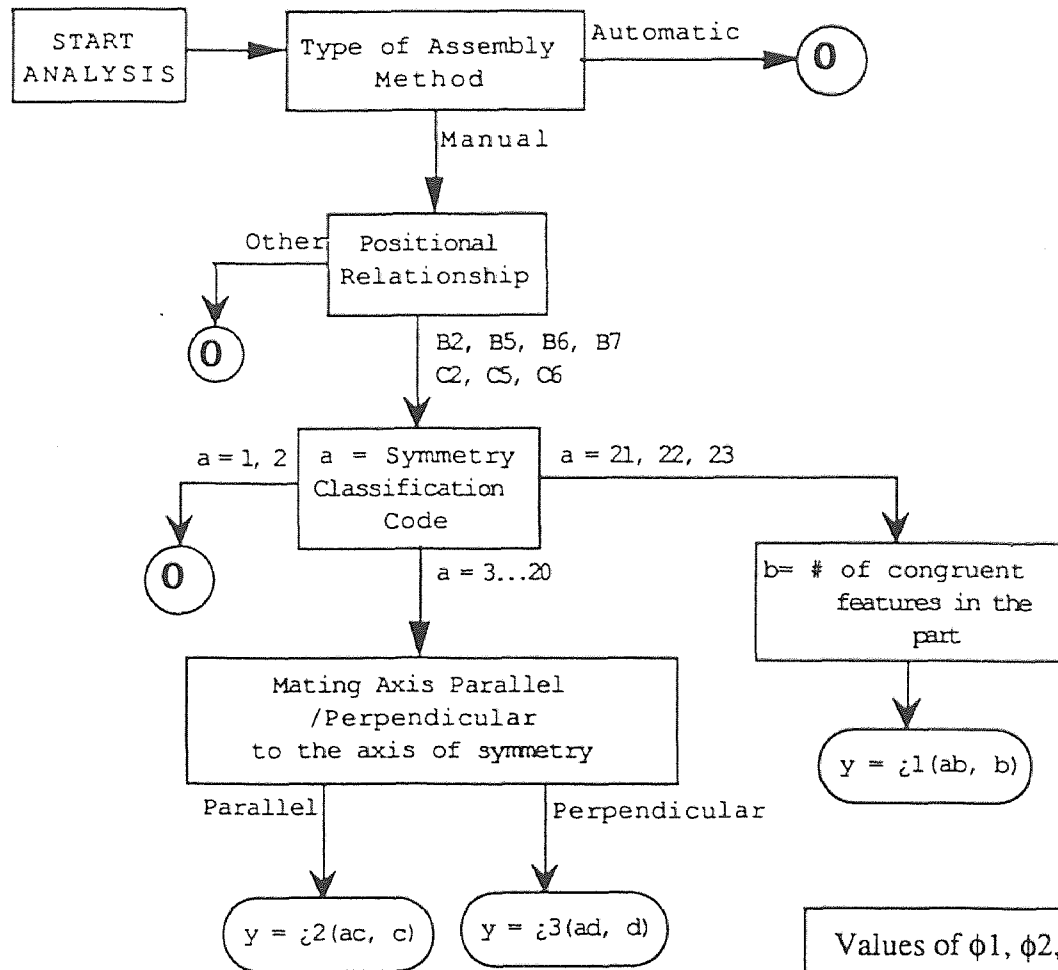 START
ANALYSIS
Type of Assembly
Method
Automatic
0
Manual
Other
Positional
Relationship
0
B2, B5, B6, B7
C2, C5, C6
a = 1, 2
a = Symmetry
Classification
Code
a = 21, 22, 23
0
a = 3...20
b= # of congruent
features in the
part
Mating Axis Parallel
/Perpendicular
to the axis of symmetry
y = ¿1(ab, b)
Parallel
Perpendicular
y = ¿2(ac, c)
y = ¿3(ad, d)
Values of ϕ1, ϕ2,